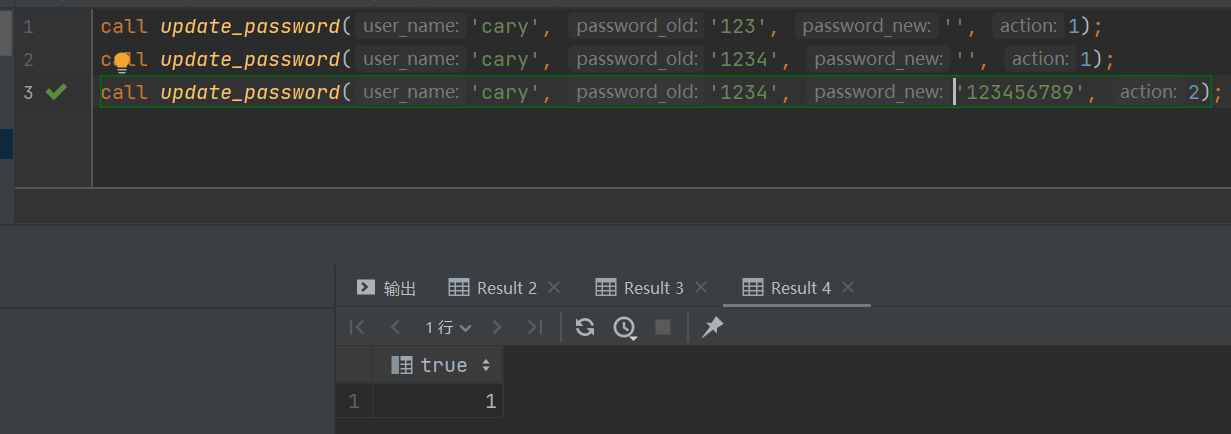 1 call update_password( user_name: 'cary', password_old: '123', password_new: '', action: 1);
2 call update_password( user_name: 'cary', password_old: '1234', password_new: '', action: 1);
3 call update_password( user_name: 'cary', password_old: '1234', password_new: '123456789', action: 2);
输出 Result 2 Result 3 Result 4
1 行
true
1 1